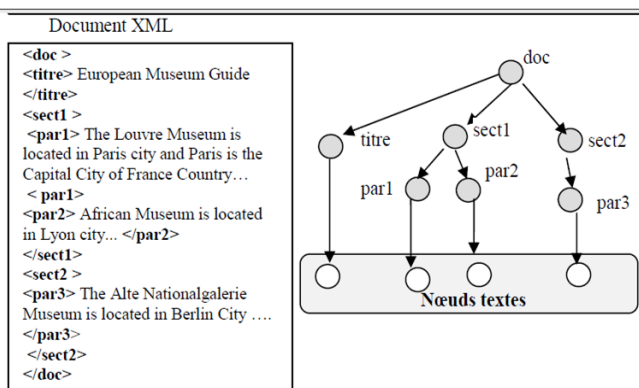 Document XML
<doc >
<titre> European Museum Guide
</titre>
<sect1 >
<par1> The Louvre Museum is
located in Paris city and Paris is the
Capital City of France Country…
< par1>
<par2> African Museum is located
in Lyon city... </par2>
</sect1>
<sect2 >
<par3> The Alte Nationalgalerie
Museum is located in Berlin City ….
</par3>
</sect2>
</doc>
doc
titre
sect1
sect2
par1
par2
par3
Nœuds textes